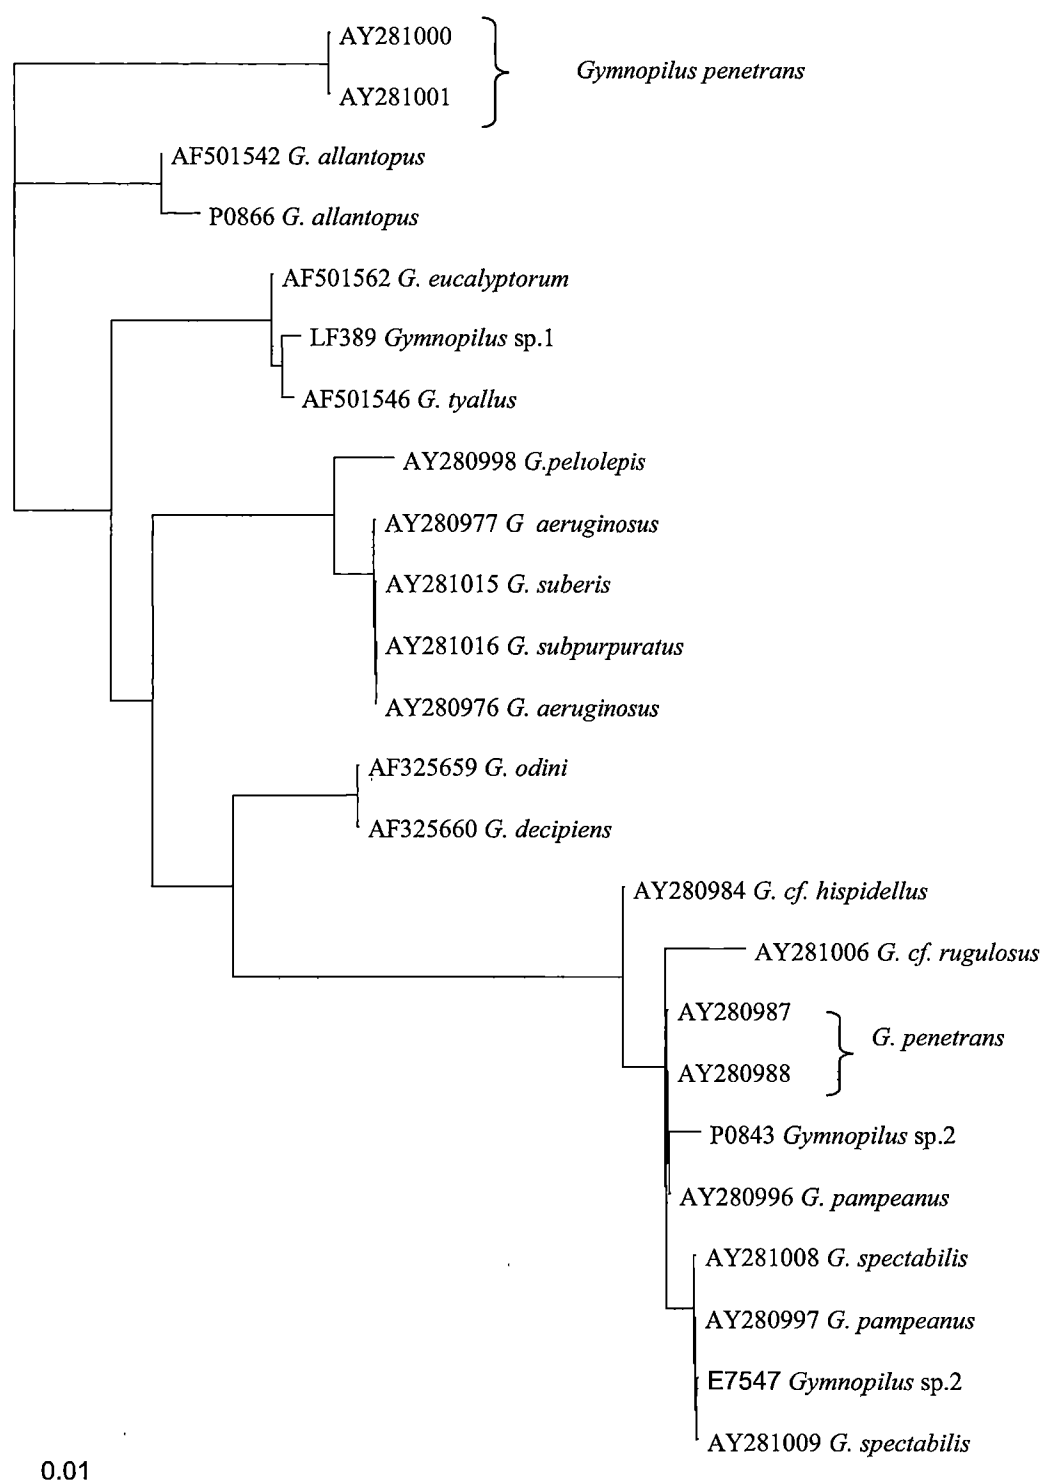 AY281000
Gymnopilus penetrans
AY281001
AF501542 G. allantopus
P0866 G. allantopus
AF501562 G. eucalyptorum
LF389 Gymnopilus sp.1
AF501546 G. tyallus
AY280998 G.peliolepis
AY280977 G aeruginosus
AY281015 G. suberis
AY281016 G. subpurpuratus
AY280976 G. aeruginosus
AF325659 G. odini
AF325660 G. decipiens
AY280984 G. cf. hispidellus
AY281006 G. cf. rugulosus
AY280987
G. penetrans
AY280988
P0843 Gymnopilus sp.2
AY280996 G. pampeanus
AY281008 G. spectabilis
AY280997 G. pampeanus
E7547 Gymnopilus sp.2
AY281009 G. spectabilis
0.01